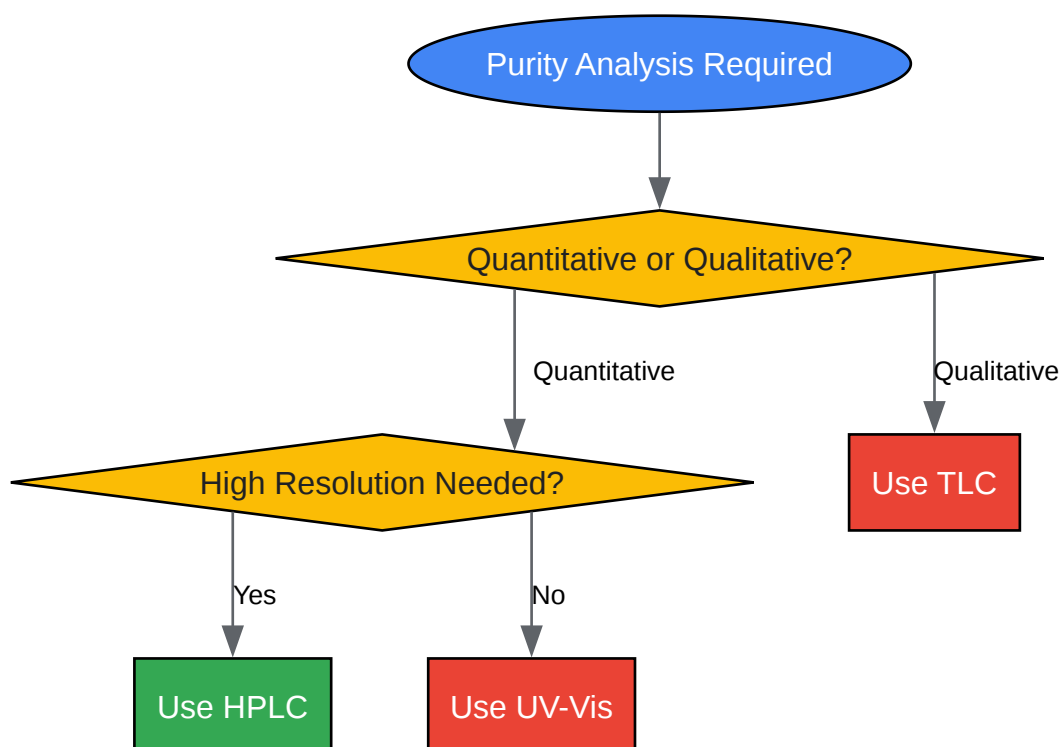 Purity Analysis Required
Quantitative or Qualitative?
Quantitative
Qualitative
High Resolution Needed?
Use TLC
Yes
No
Use HPLC
Use UV-Vis